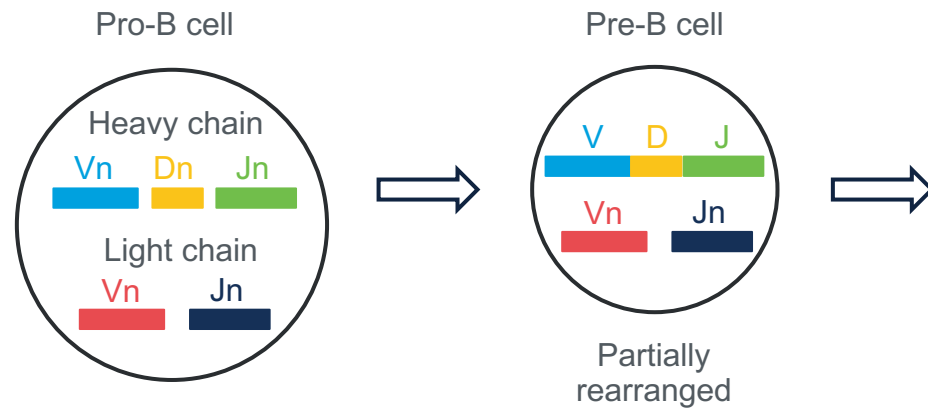 Pro-B cell
Heavy chain
Vn Dn Jn
Light chain
Vn Jn
Pre-B cell
V D J
Vn Jn
Partially
rearranged